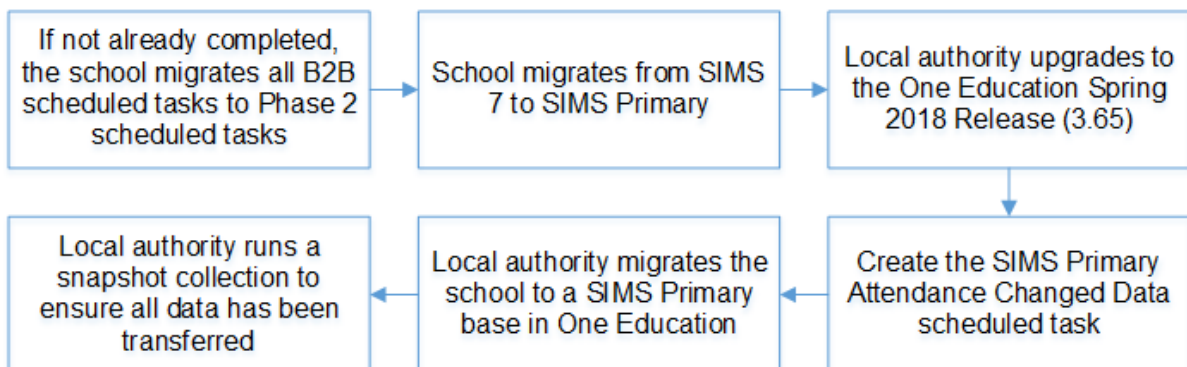 If not already completed,
the school migrates all B2B
scheduled tasks to Phase 2
scheduled tasks
School migrates from SIMS
7 to SIMS Primary
Local authority upgrades to
the One Education Spring
2018 Release (3.65)
Create the SIMS Primary
Attendance Changed Data
scheduled task
Local authority migrates the
school to a SIMS Primary
base in One Education
Local authority runs a
snapshot collection to
ensure all data has been
transferred